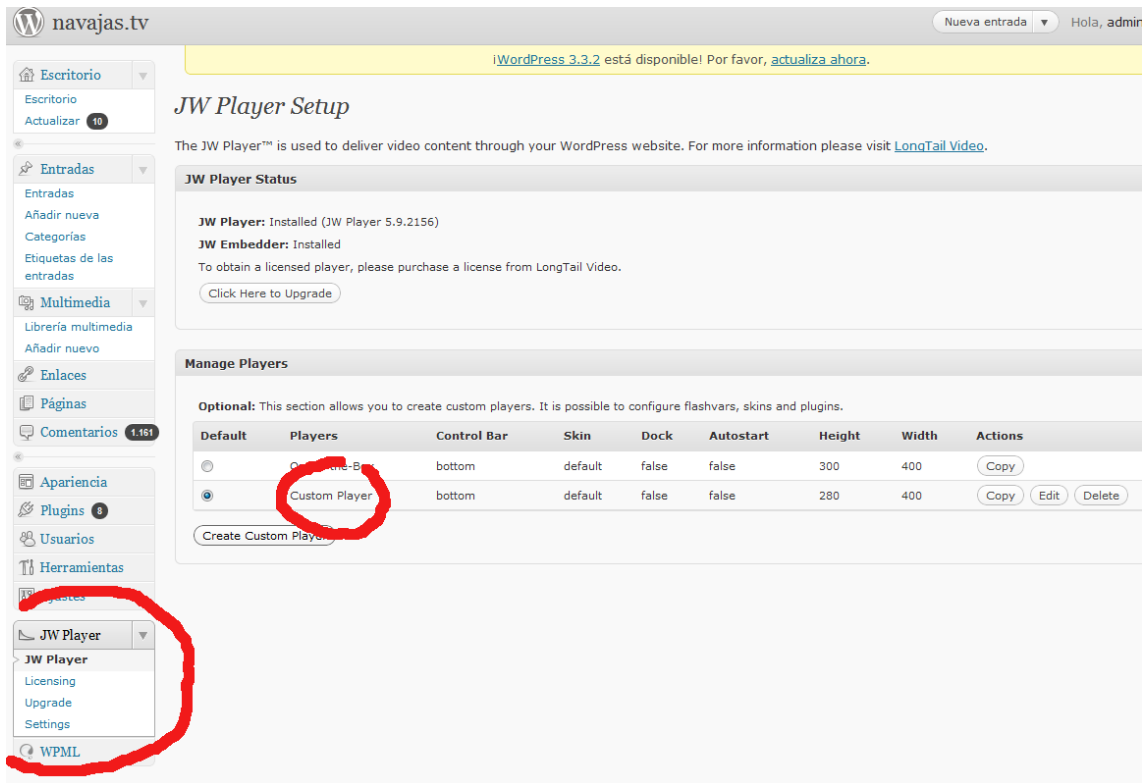 navajas.tv
Nueva entrada
Hola, admin
¡WordPress 3.3.2 está disponible! Por favor, actualiza ahora.
Escritorio
Escritorio
Actualizar 10
Entradas
Entradas
Añadir nueva
Categorías
Etiquetas de las
entradas
Multimedia
Librería multimedia
Añadir nuevo
Enlaces
Páginas
Comentarios 1.161
Apariencia
Plugins 8
Usuarios
Herramientas
JW Player
JW Player
Licensing
Upgrade
Settings
WPML
JW Player Setup
The JW Player™ is used to deliver video content through your WordPress website. For more information please visit LongTail Video.
JW Player Status
JW Player: Installed (JW Player 5.9.2156)
JW Embedder: Installed
To obtain a licensed player, please purchase a license from LongTail Video.
Click Here to Upgrade
Manage Players
Optional: This section allows you to create custom players. It is possible to configure flashvars, skins and plugins.
Default Players Control Bar Skin Dock Autostart Height Width Actions
bottom default false false 300 400 Copy
Custom Player bottom default false false 280 400 Copy Edit Delete
Create Custom Player